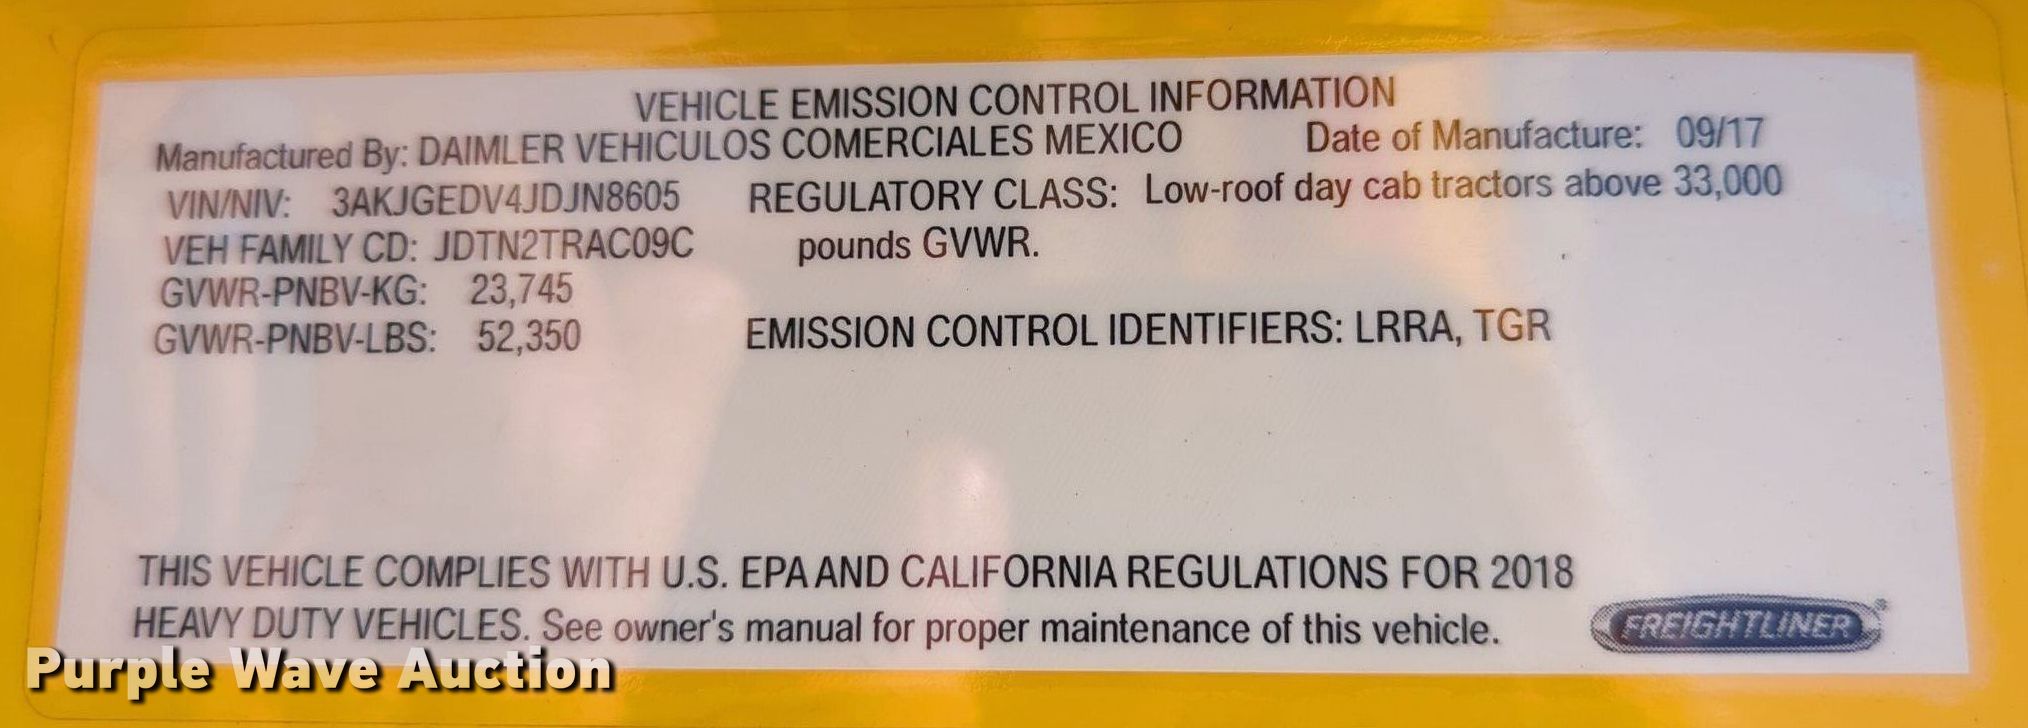 VEHICLE EMISSION CONTROL INFORMATION
Manufactured By: DAIMLER VEHICULOS COMERCIALES MEXICO Date of Manufacture: 09/17
VIN/NIV: 3AKJGEDV4JDJN8605 REGULATORY CLASS: Low-roof day cab tractors above 33,000
VEH FAMILY CD: JDTN2TRAC09C pounds GVWR.
GVWR-PNBV-KG: 23,745
GVWR-PNBV-LBS: 52,350 EMISSION CONTROL IDENTIFIERS: LRRA, TGR
THIS VEHICLE COMPLIES WITH U.S. EPA AND CALIFORNIA REGULATIONS FOR 2018
HEAVY DUTY VEHICLES. See owner's manual for proper maintenance of this vehicle.
FREIGHTLINER®
Purple Wave Auction